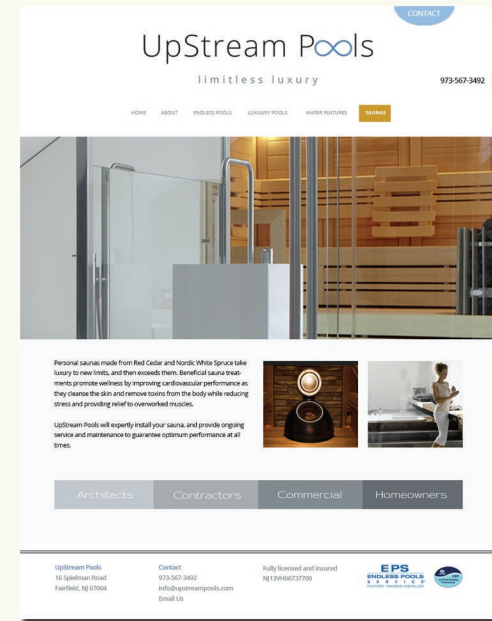 CONTACT
UpStream Pools
limitless luxury
973-567-3492
HOME ABOUT ENDLESS POOLS LUXUURY POOLS WATER FEATURES SAUNAS
Personal saunas made from Red Cedar and Nordic White Spruce take
luxury to new limits, and then exceeds them. Beneficial sauna treat-
ments promote wellness by improving cardiovascular performance as
they cleanse the skin and remove toxins from the body while reducing
stress and providing relief to overworked muscles.
UpStream Pools will expertly install your sauna, and provide ongoing
service and maintenance to guarantee optimum performance at all
times.
Architects Contractors Commercial Homeowners
UpStream Pools
16 Spielman Road
Fairfield, NJ 07004
Contact
973-567-3492
info@upstreampools.com
Email Us
Fully licensed and insured
NJ13VH06737700
EPS
ENDLESS POOLS
SERVICE
FACTORY TRAINED INSTALLER